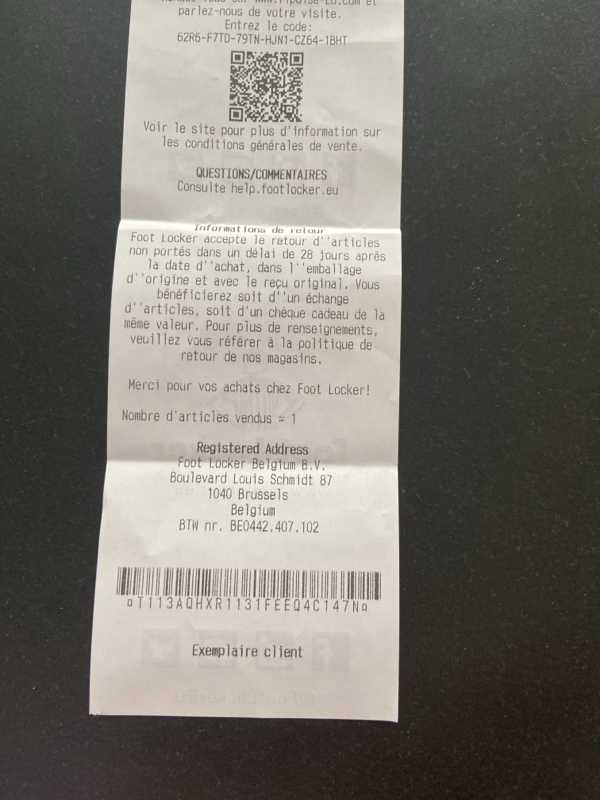 parlez-nous de votre visite.
Entrez le code:
62R6-F7TD-79TN-HJN1-CZ64-1BHT
Voir le site pour plus d'information sur
les conditions générales de vente.
QUESTIONS/COMMENTAIRES
Consulte help.footlocker.eu
Informations de retour
Foot Locker accepte le retour d''articles
non portés dans un délai de 28 jours après
la date d''achat, dans l''emballage
d''origine et avec le reçu original. Vous
bénéficierez soit d''un échange
d''articles, soit d'un chèque cadeau de la
même valeur. Pour plus de renseignements,
veuillez vous référer à la politique de
retour de nos magasins.
Merci pour vos achats chez Foot Locker!
Nombre d'articles vendus = 1
Registered Address
Foot Locker Belgium B.V.
Boulevard Louis Schmidt 87
1040 Brussels
Belgium
BTW nr. BE0442.407.102
¤T113AQHXR1131FEEQ4C147N¤
Exemplaire client